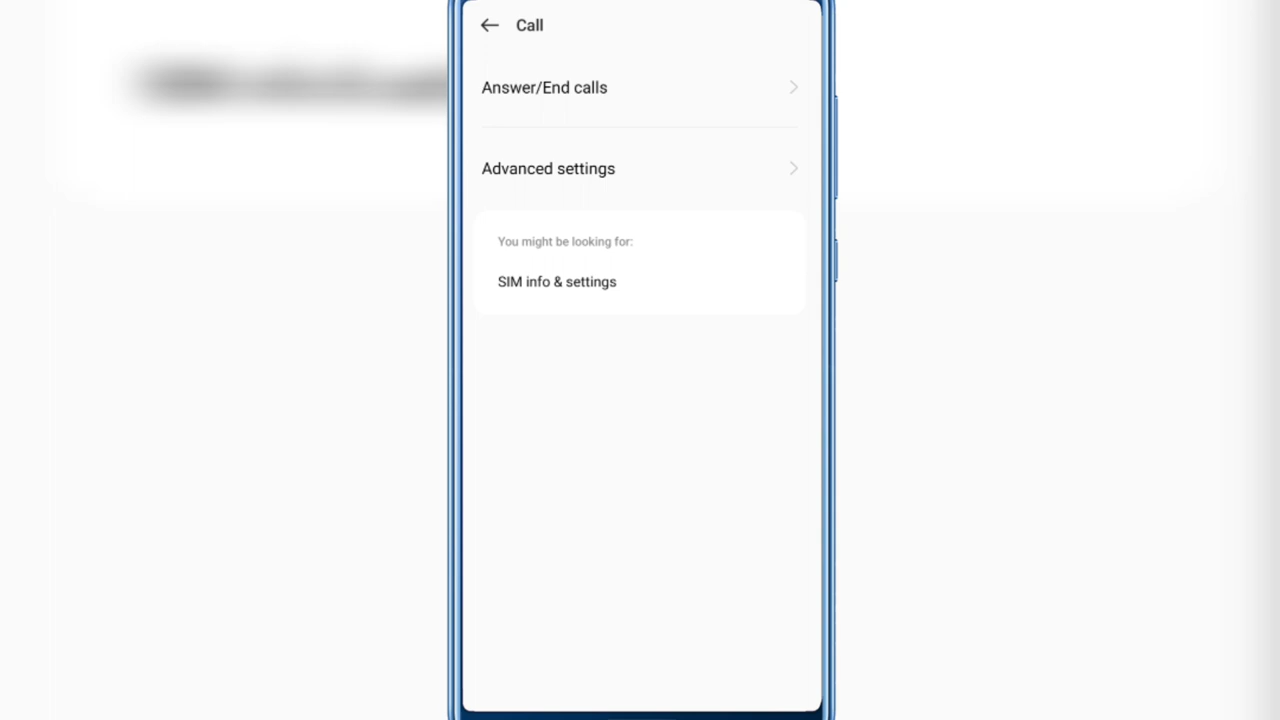 Call
Answer/End calls
Advanced settings
You might be looking for:
SIM info & settings